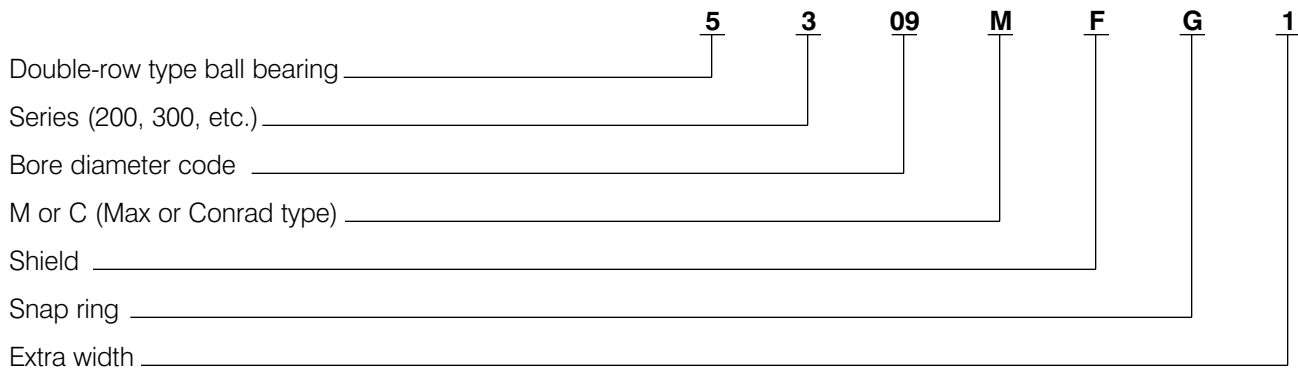 5 3 09 M F G 1
Double-row type ball bearing
Series (200, 300, etc.)
Bore diameter code
M or C (Max or Conrad type)
Shield
Snap ring
Extra width